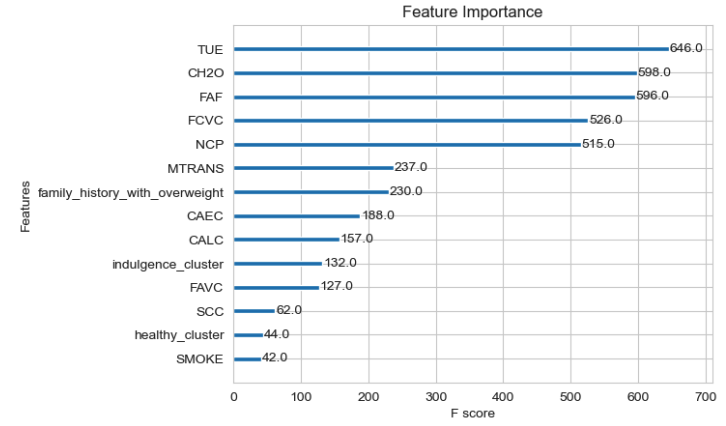 Feature Importance
TUE 646.0
CH2O 598.0
FAF 596.0
FCVC 526.0
NCP 515.0
MTRANS 237.0
family_history_with_overweight 230.0
CAEC 188.0
CALC 157.0
indulgence_cluster 132.0
FAVC 127.0
SCC 62.0
healthy_cluster 44.0
SMOKE 42.0
Features
0 100 200 300 400 500 600 700
F score